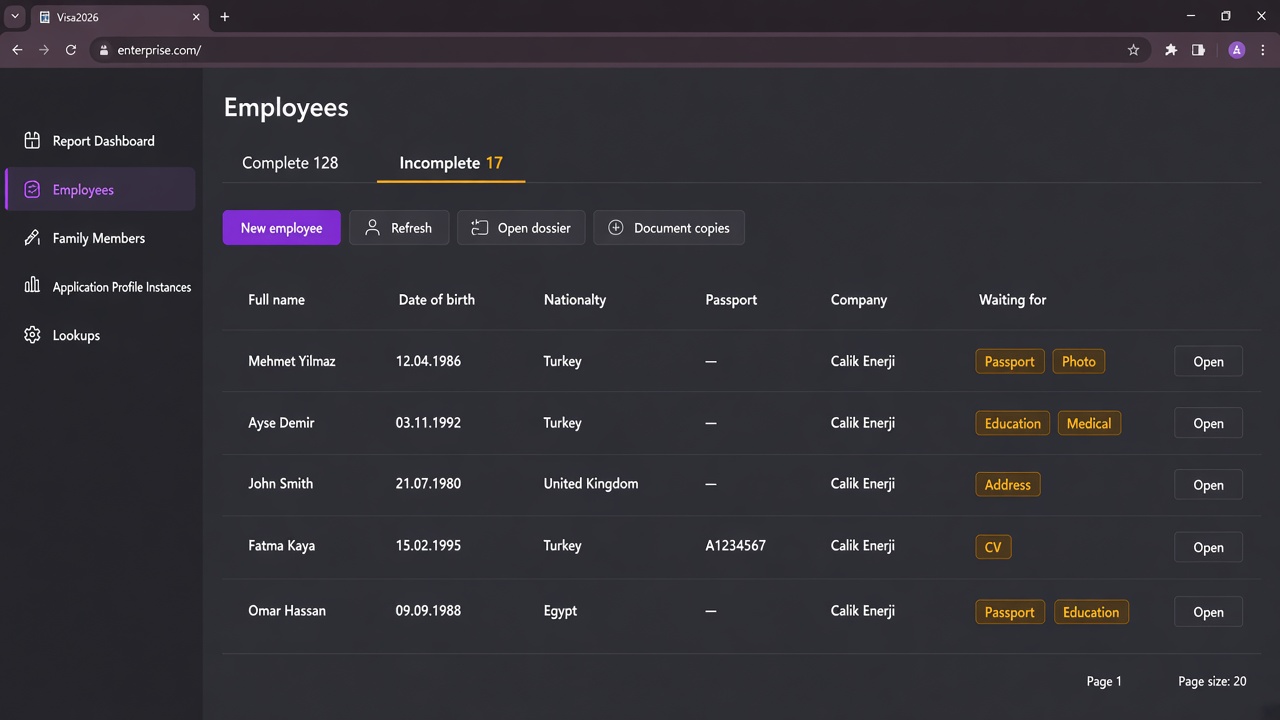 Visa2026
enterprise.com/
A
Report Dashboard
Employees
Family Members
Application Profile Instances
Lookups
Employees
Complete 128 Incomplete 17
New employee Refresh Open dossier Document copies
Full name Date of birth Nationalty Passport Company Waiting for
Mehmet Yilmaz 12.04.1986 Turkey — Calik Enerji Passport Photo Open
Ayse Demir 03.11.1992 Turkey — Calik Enerji Education Medical Open
John Smith 21.07.1980 United Kingdom — Calik Enerji Address Open
Fatma Kaya 15.02.1995 Turkey A1234567 Calik Enerji CV Open
Omar Hassan 09.09.1988 Egypt — Calik Enerji Passport Education Open
Page 1 Page size: 20